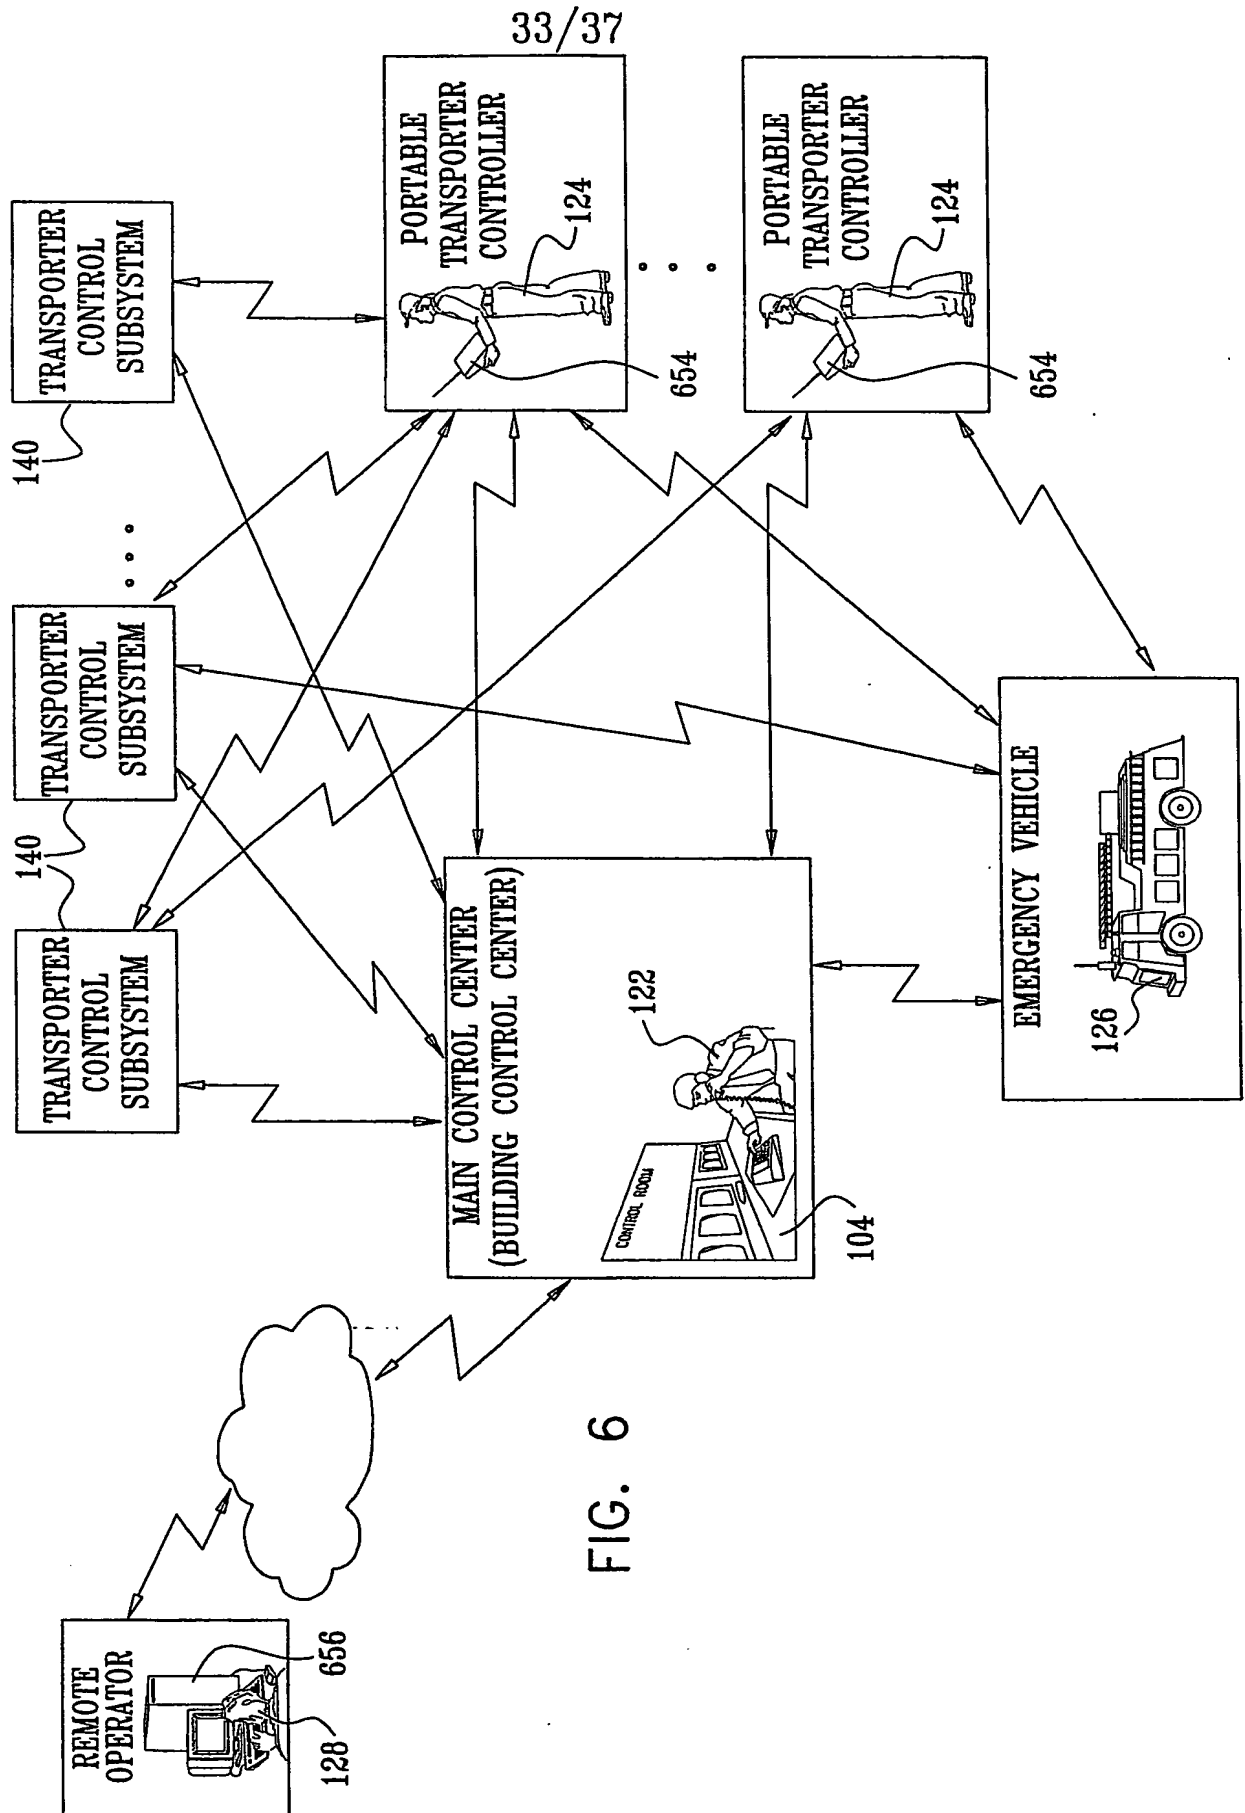 33/37
REMOTE
OPERATOR
656
128
TRANSPORTER
CONTROL
SUBSYSTEM
140
TRANSPORTER
CONTROL
SUBSYSTEM
TRANSPORTER
CONTROL
SUBSYSTEM
140
MAIN CONTROL CENTER
(BUILDING CONTROL CENTER)
CONTROL ROOM
122
104
PORTABLE
TRANSPORTER
CONTROLLER
124
654
PORTABLE
TRANSPORTER
CONTROLLER
124
654
EMERGENCY VEHICLE
126
FIG. 6